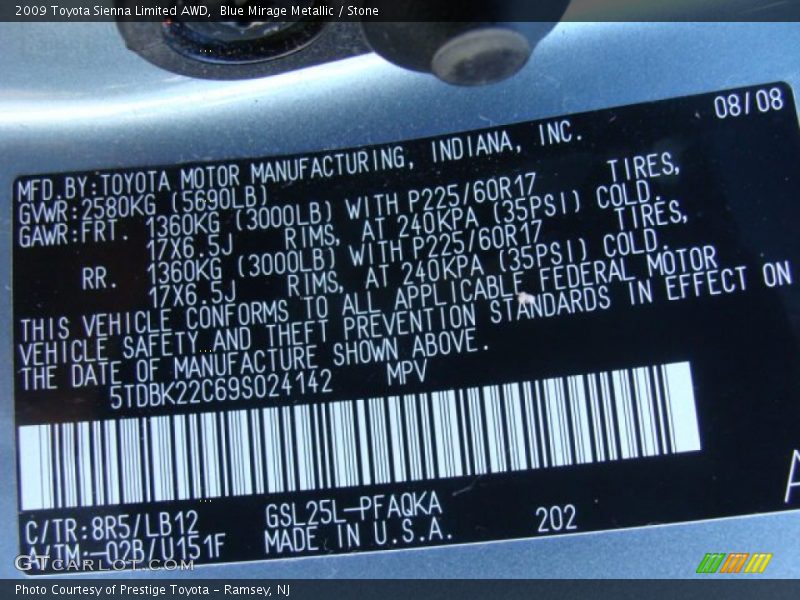 2009 Toyota Sienna Limited AWD,  Blue Mirage Metallic / Stone
08/08
MFD.BY:TOYOTA MOTOR MANUFACTURING, INDIANA, INC.
GVWR:2580KG (5690LB)
GAWR:FRT. 1360KG (3000LB) WITH P225/60R17 TIRES,
17X6.5J RIMS, AT 240KPA (35PSI) COLD.
RR. 1360KG (3000LB) WITH P225/60R17 TIRES,
17X6.5J RIMS, AT 240KPA (35PSI) COLD.
THIS VEHICLE CONFORMS TO ALL APPLICABLE FEDERAL MOTOR
VEHICLE SAFETY AND THEFT PREVENTION STANDARDS IN EFFECT ON
THE DATE OF MANUFACTURE SHOWN ABOVE.
5TDBK22C69S024142 MPV
C/TR:8R5/LB12 GSL25L-PFAQKA 202
A/TM:-02B/U151F MADE IN U.S.A.
A
GTcarlot.com
Photo Courtesy of Prestige Toyota - Ramsey, NJ